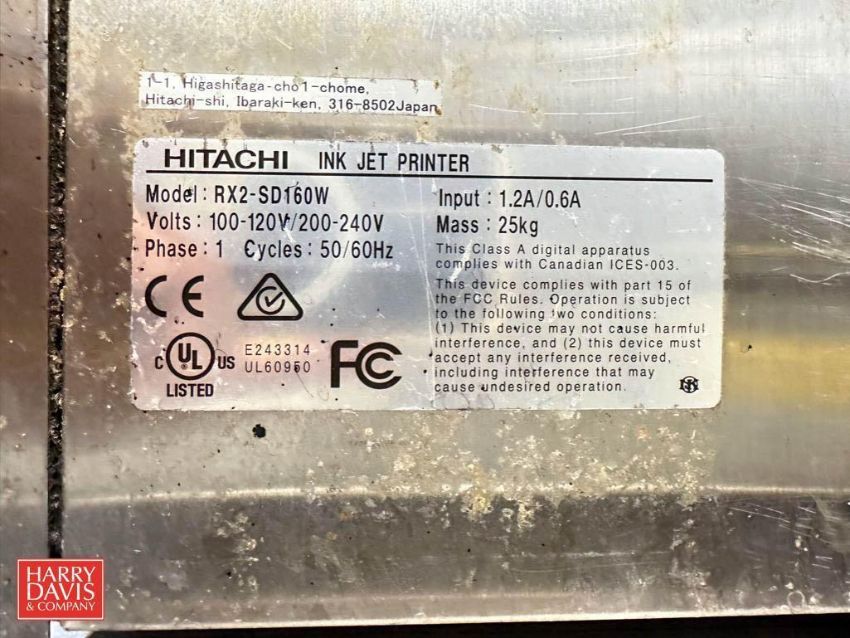 1-1, Higashitaga-cho 1-chome,
Hitachi-shi, Ibaraki-ken, 316-8502Japan
HITACHI INK JET PRINTER
Model: RX2-SD160W
Volts: 100-120V/200-240V
Phase: 1 Cycles: 50/60Hz
CE
C UL US
LISTED
E243314
UL60950
FC
Input : 1.2A/0.6A
Mass : 25kg
This Class A digital apparatus
complies with Canadian ICES-003.
This device complies with part 15 of
the FCC Rules. Operation is subject
to the following two conditions:
(1) This device may not cause harmful
interference, and (2) this device must
accept any interference received,
including interference that may
cause undesired operation.
HARRY
DAVIS
& COMPANY